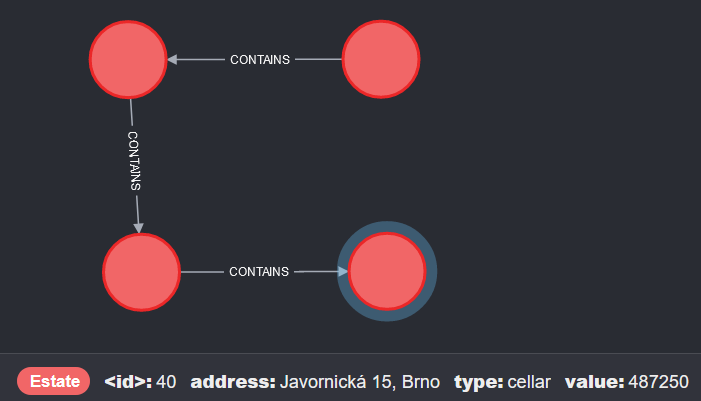 CONTAINS
CONTAINS
CONTAINS
Estate <id>: 40 address: Javornická 15, Brno type: cellar value: 487250